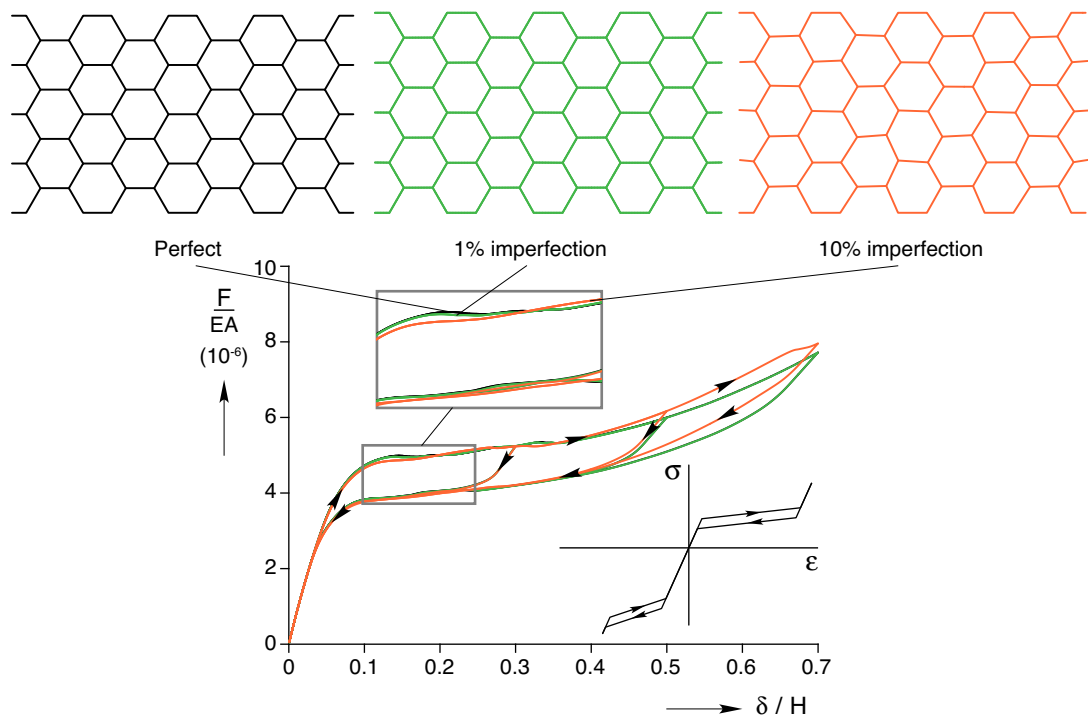 Perfect
1% imperfection
10% imperfection
10
F
EA
(10⁻⁶)
8
6
4
2
0
σ
ε
0
0.1
0.2
0.3
0.4
0.5
0.6
0.7
δ / H